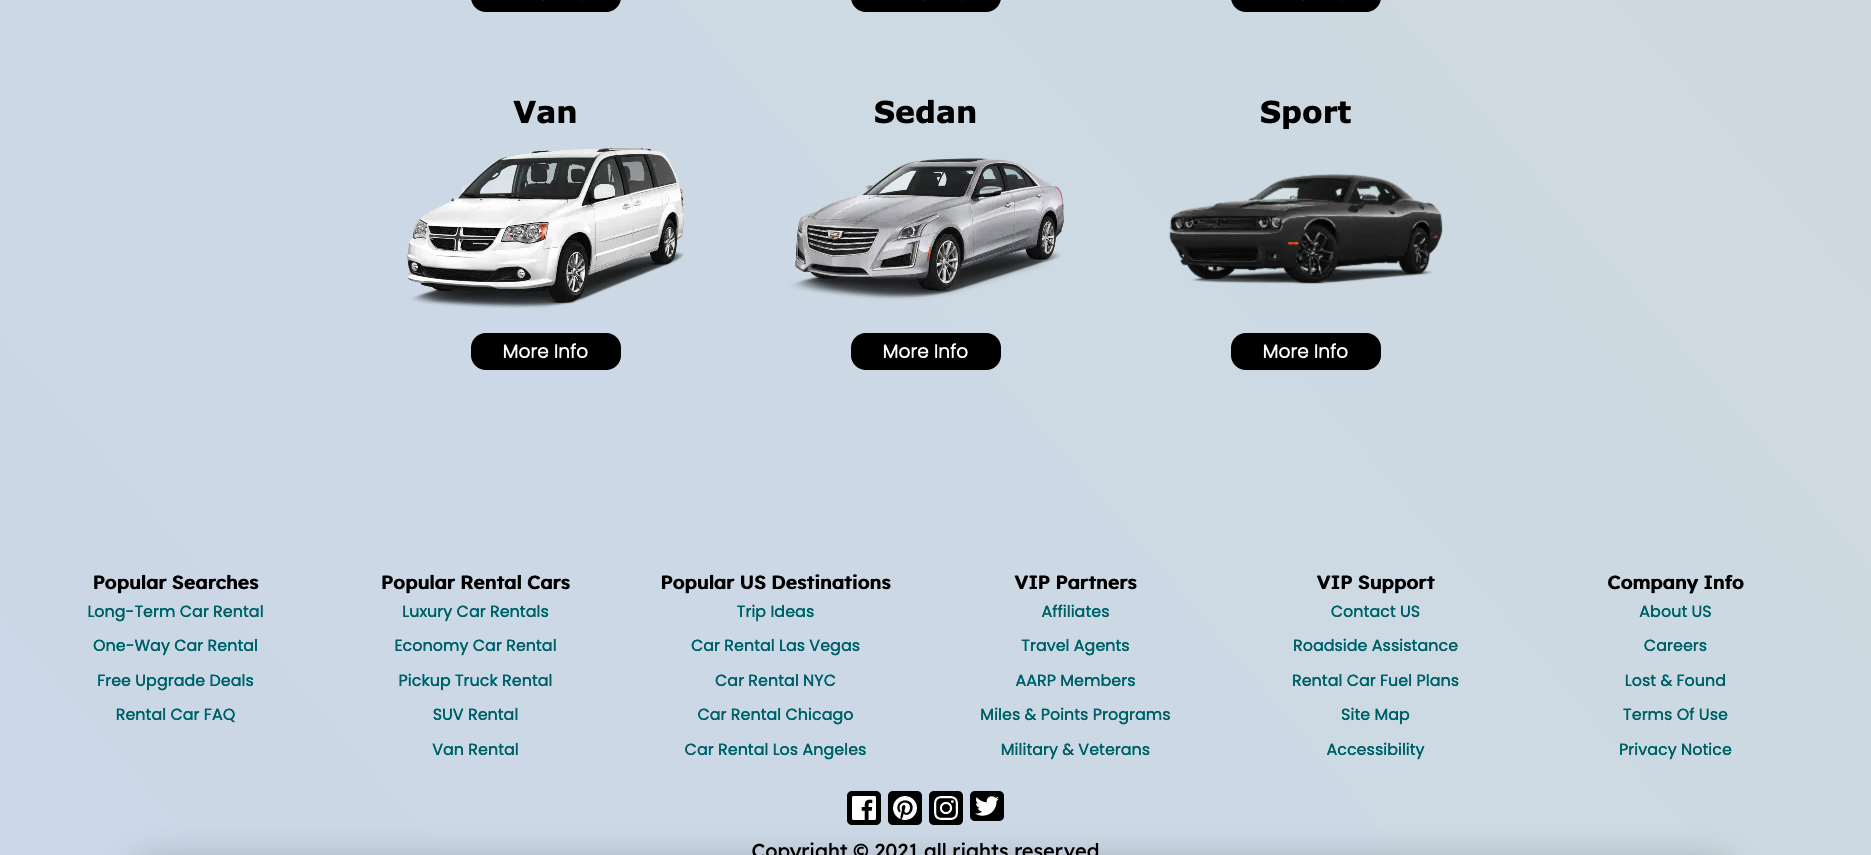 Van
Sedan
Sport
More Info
More Info
More Info
Popular Searches
Long-Term Car Rental
One-Way Car Rental
Free Upgrade Deals
Rental Car FAQ
Popular Rental Cars
Luxury Car Rentals
Economy Car Rental
Pickup Truck Rental
SUV Rental
Van Rental
Popular US Destinations
Trip Ideas
Car Rental Las Vegas
Car Rental NYC
Car Rental Chicago
Car Rental Los Angeles
VIP Partners
Affiliates
Travel Agents
AARP Members
Miles & Points Programs
Military & Veterans
VIP Support
Contact US
Roadside Assistance
Rental Car Fuel Plans
Site Map
Accessibility
Company Info
About US
Careers
Lost & Found
Terms Of Use
Privacy Notice
Copyright © 2021 all rights reserved